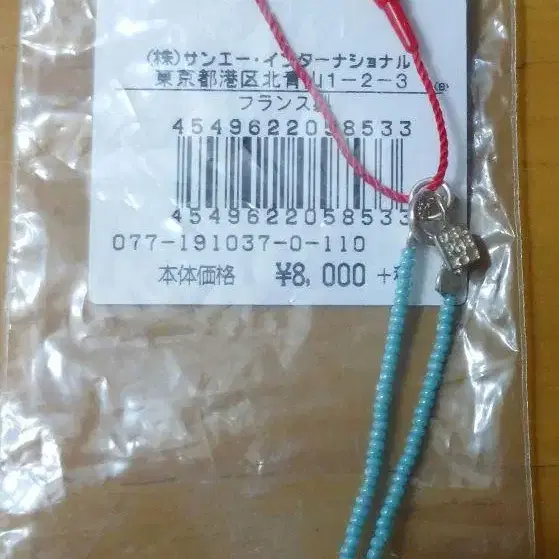 (株)サンエー・インターナショナル
東京都港区北青山1-2-3
(B)
フランス製
4549622058533
4549622058533
077-191037-0-110
本体価格 ¥8,000 +税